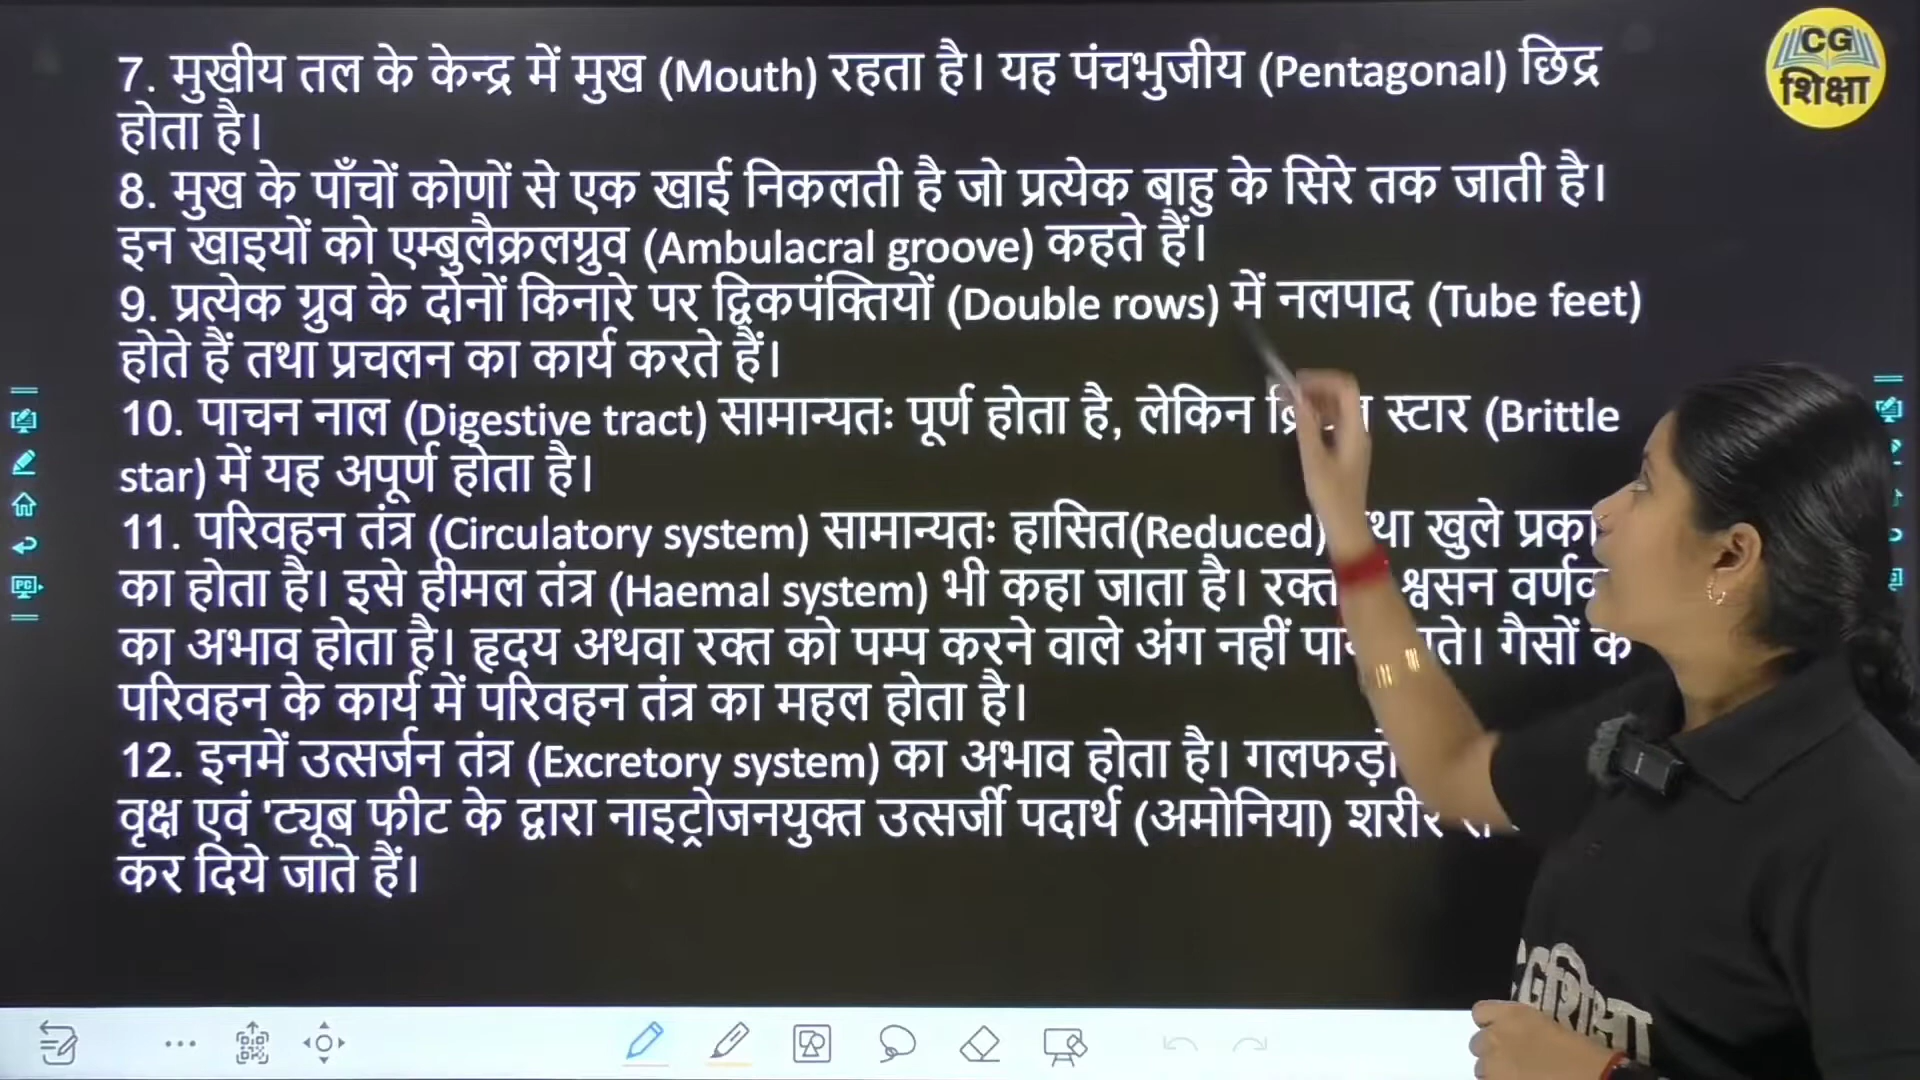 7. मुखीय तल के केन्द्र में मुख (Mouth) रहता है। यह पंचभुजीय (Pentagonal) छिद्र
होता है।
8. मुख के पाँचों कोणों से एक खाई निकलती है जो प्रत्येक बाहु के सिरे तक जाती है।
इन खाइयों को एम्बुलैक्रलग्रुव (Ambulacral groove) कहते हैं।
9. प्रत्येक ग्रुव के दोनों किनारे पर द्विकपंक्तियों (Double rows) में नलपाद (Tube feet)
होते हैं तथा प्रचलन का कार्य करते हैं।
10. पाचन नाल (Digestive tract) सामान्यतः पूर्ण होता है, लेकिन स्टार (Brittle
star) में यह अपूर्ण होता है।
11. परिवहन तंत्र (Circulatory system) सामान्यतः हासित(Reduced) खुले
का होता है। इसे हीमल तंत्र (Haemal system) भी कहा जाता है। श्वसन
का अभाव होता है। हृदय अथवा रक्त को पम्प करने वाले अंग नहीं गैसों
परिवहन के कार्य में परिवहन तंत्र का महल होता है।
12. इनमें उत्सर्जन तंत्र (Excretory system) का अभाव होता है।
वृक्ष एवं 'ट्यूब फीट के द्वारा नाइट्रोजनयुक्त उत्सर्जी पदार्थ (अमोनिया)
कर दिये जाते हैं।
CG
शिक्षा
CGशिक्षा